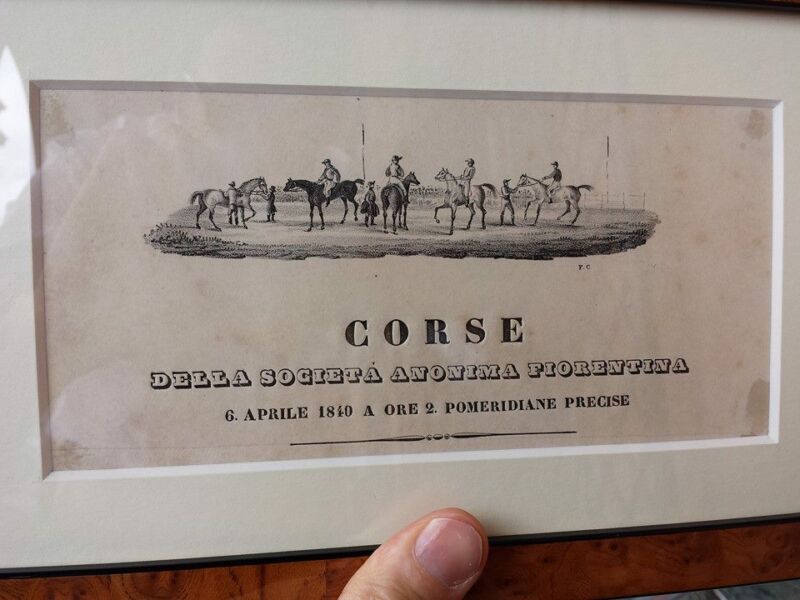 F. C
CORSE
DELLA SOCIETÁ ANONIMA FIORENTINA
6. APRILE 1840 A ORE 2. POMERIDIANE PRECISE